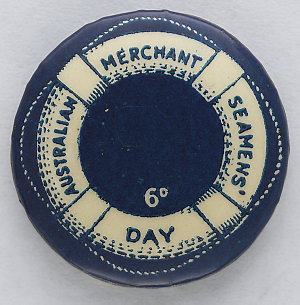 AUSTRALIAN
MERCHANT
SEAMENS'
DAY
6ᴰ